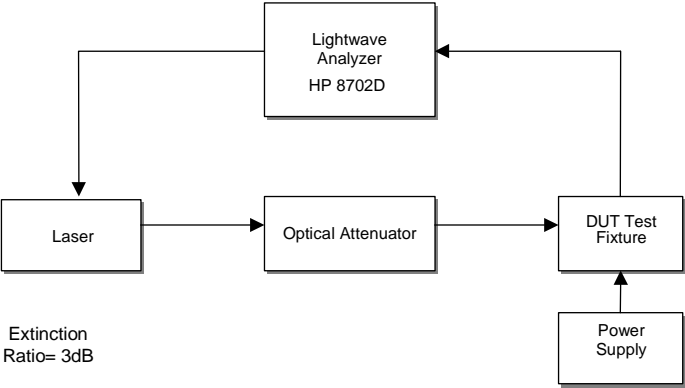 Lightwave
Analyzer
HP 8702D
Laser
Optical Attenuator
DUT Test
Fixture
Extinction
Ratio= 3dB
Power
Supply